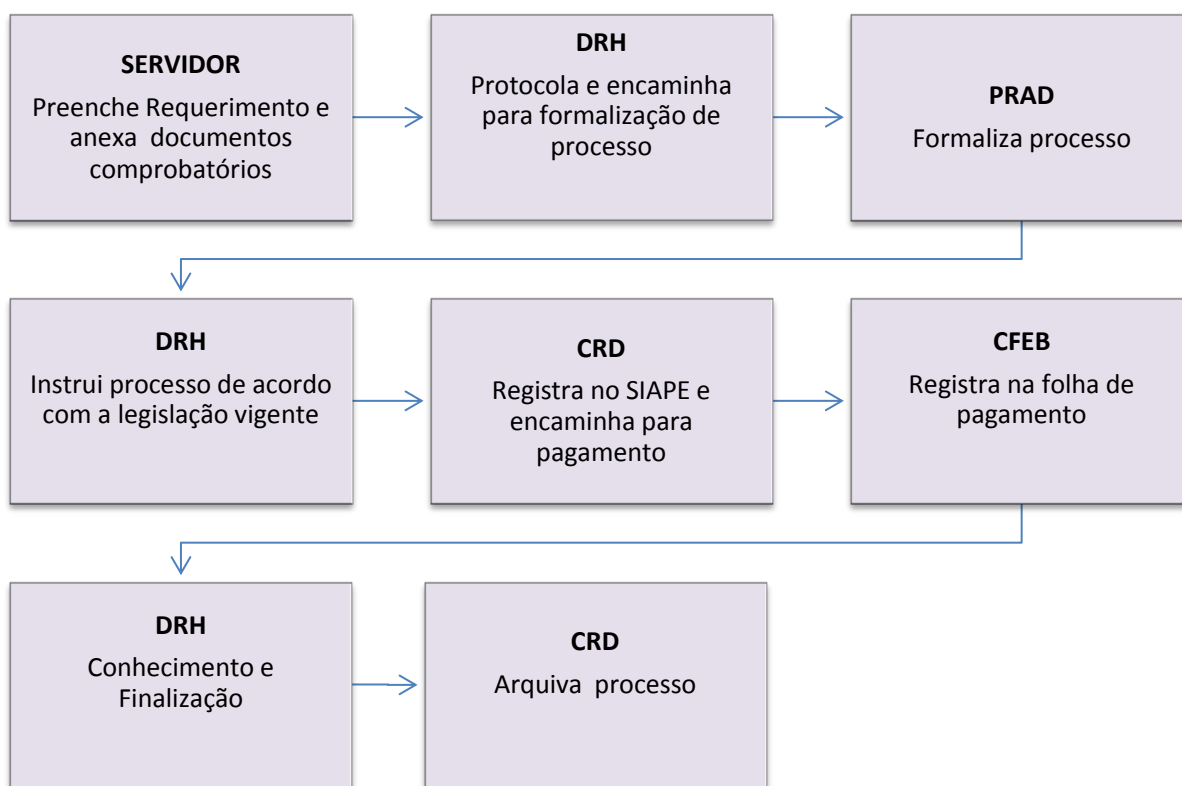 SERVIDOR
Preenche Requerimento e
anexa documentos
comprobatórios
DRH
Protocola e encaminha
para formalização de
processo
PRAD
Formaliza processo
DRH
Instrui processo de acordo
com a legislação vigente
CRD
Registra no SIAPE e
encaminha para
pagamento
CFEB
Registra na folha de
pagamento
DRH
Conhecimento e
Finalização
CRD
Arquiva processo